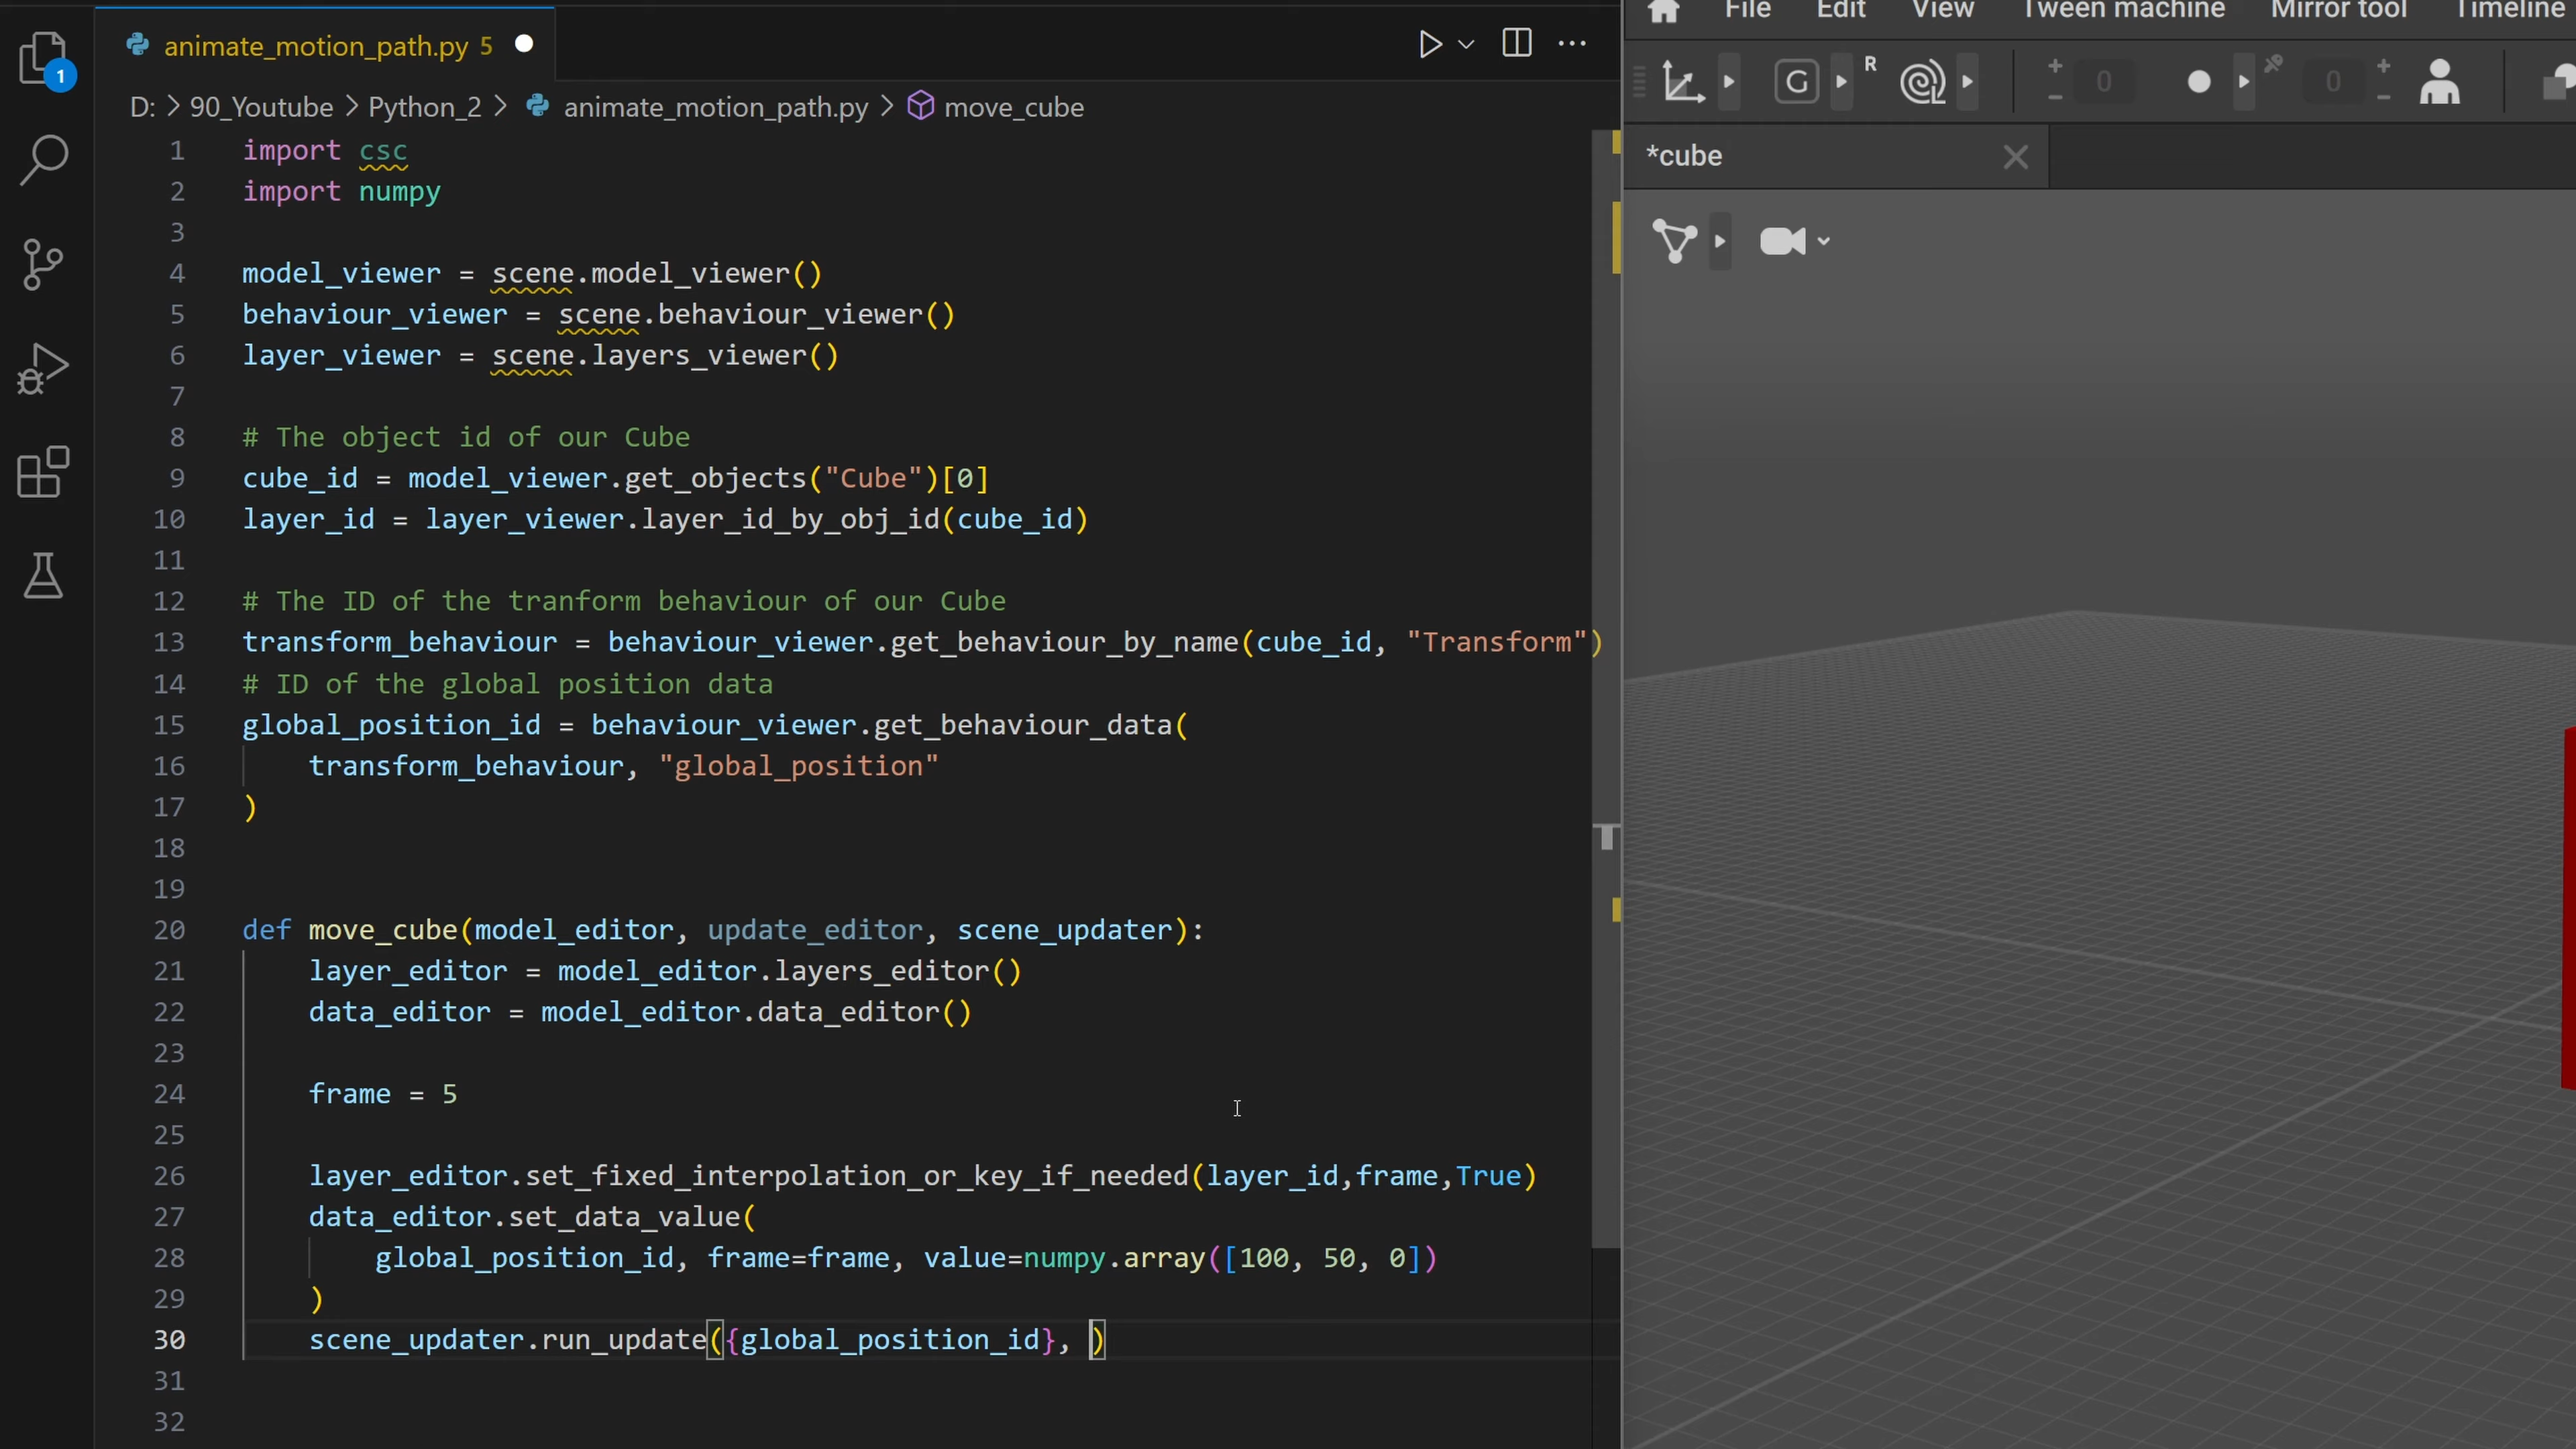 animate_motion_path.py 5
D: > 90_Youtube > Python_2 > animate_motion_path.py > move_cube
1 import csc
2 import numpy
3
4 model_viewer = scene.model_viewer()
5 behaviour_viewer = scene.behaviour_viewer()
6 layer_viewer = scene.layers_viewer()
7
8 # The object id of our Cube
9 cube_id = model_viewer.get_objects("Cube")[0]
10 layer_id = layer_viewer.layer_id_by_obj_id(cube_id)
11
12 # The ID of the tranform behaviour of our Cube
13 transform_behaviour = behaviour_viewer.get_behaviour_by_name(cube_id, "Transform")
14 # ID of the global position data
15 global_position_id = behaviour_viewer.get_behaviour_data(
16     transform_behaviour, "global_position"
17 )
18
19
20 def move_cube(model_editor, update_editor, scene_updater):
21     layer_editor = model_editor.layers_editor()
22     data_editor = model_editor.data_editor()
23
24     frame = 5
25
26     layer_editor.set_fixed_interpolation_or_key_if_needed(layer_id,frame,True)
27     data_editor.set_data_value(
28         global_position_id, frame=frame, value=numpy.array([100, 50, 0])
29     )
30     scene_updater.run_update({global_position_id}, )
31
32
1
File Edit View Tween machine Mirror tool Timeline
G R 0 0
*cube